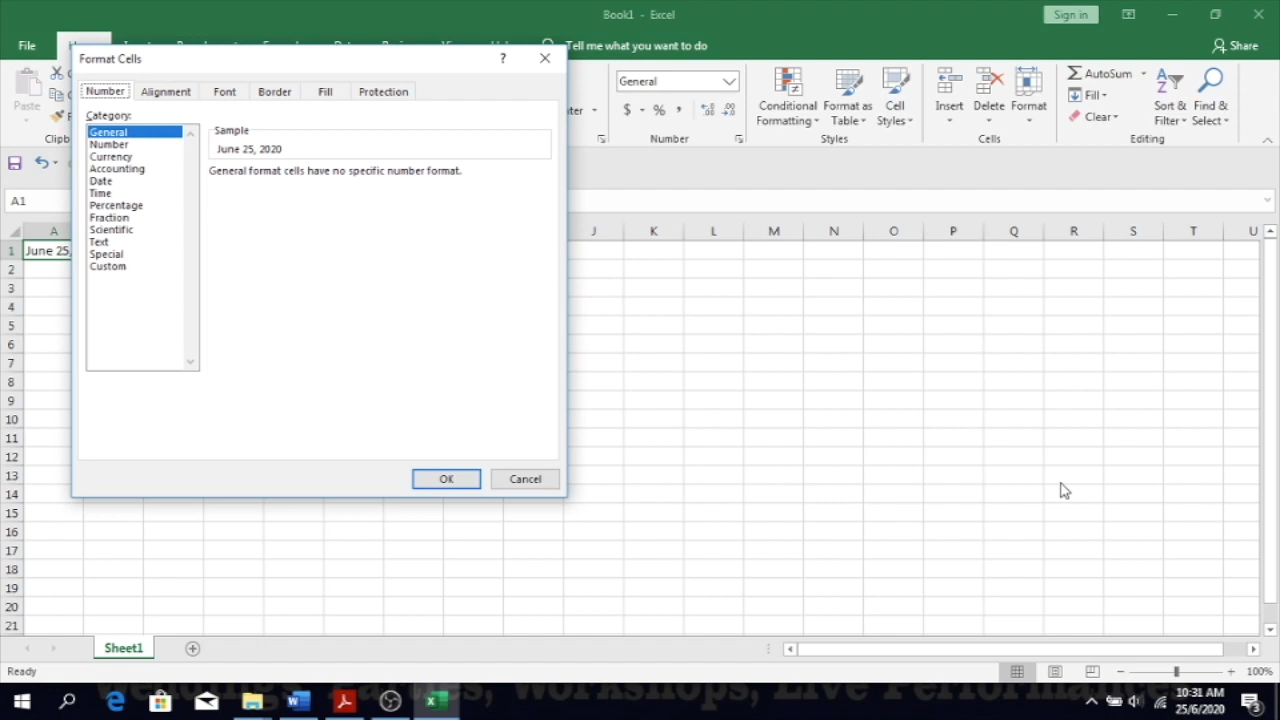 Book1 - Excel
Sign in
File
Tell me what you want to do
Share
Format Cells
?
Number
Alignment
Font
Border
Fill
Protection
Category:
General
Number
Currency
Accounting
Date
Time
Percentage
Fraction
Scientific
Text
Special
Custom
Sample
June 25, 2020
General format cells have no specific number format.
OK
Cancel
Paste
General
$ % ,
Number
Conditional Formatting
Format as Table
Cell Styles
Styles
Insert
Delete
Format
Cells
AutoSum
Fill
Clear
Sort & Filter
Find & Select
Editing
A1
A J K L M N O P Q R S T U
1 June 25,
2
3
4
5
6
7
8
9
10
11
12
13
14
15
16
17
18
19
20
21
Sheet1
Ready
100%
10:31 AM
25/6/2020
3